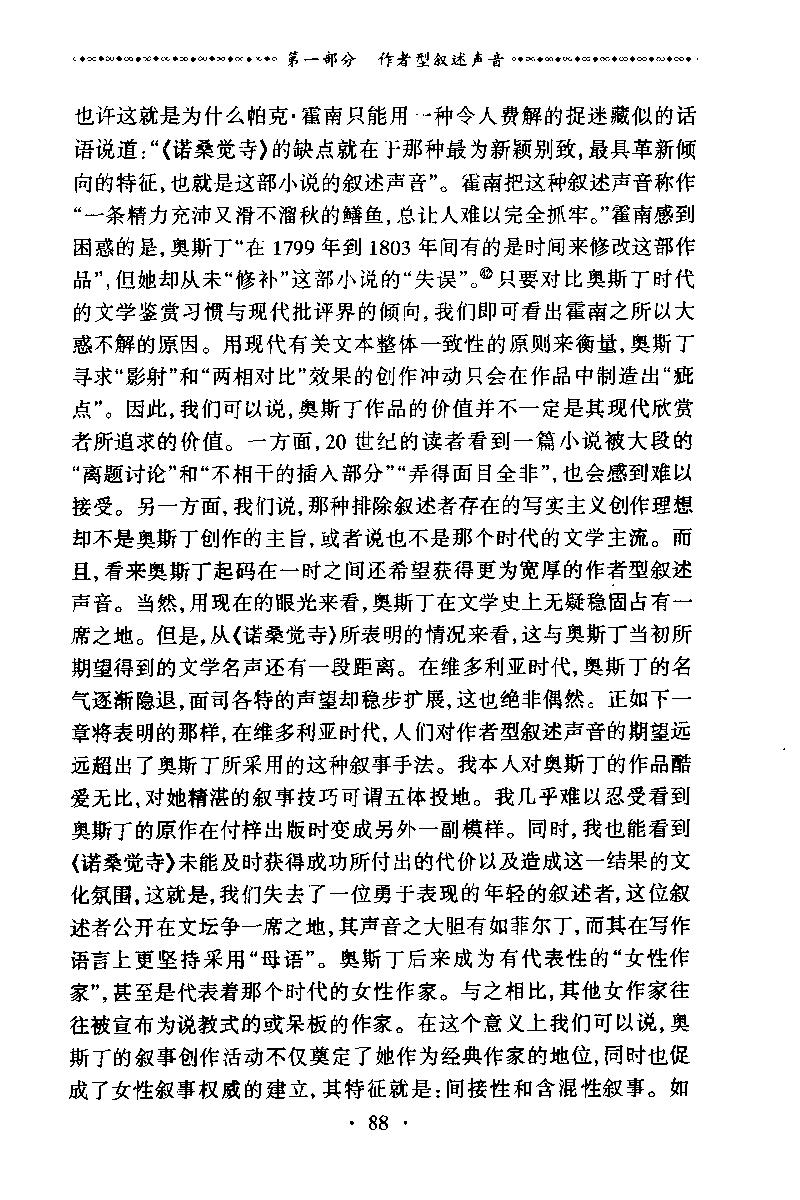 第一部分 作者型叙述声音
也许这就是为什么帕克·霍南只能用一种令人费解的捉迷藏似的话
语说道:“《诺桑觉寺》的缺点就在于那种最为新颖别致,最具革新倾
向的特征,也就是这部小说的叙述声音”。霍南把这种叙述声音称作
“一条精力充沛又滑不溜秋的鳝鱼,总让人难以完全抓牢。”霍南感到
困惑的是,奥斯丁“在 1799 年到 1803 年间有的是时间来修改这部作
品”,但她却从未“修补”这部小说的“失误”。㊷只要对比奥斯丁时代
的文学鉴赏习惯与现代批评界的倾向,我们即可看出霍南之所以大
惑不解的原因。用现代有关文本整体一致性的原则来衡量,奥斯丁
寻求“影射”和“两相对比”效果的创作冲动只会在作品中制造出“疵
点”。因此,我们可以说,奥斯丁作品的价值并不一定是其现代欣赏
者所追求的价值。一方面,20 世纪的读者看到一篇小说被大段的
“离题讨论”和“不相干的插入部分”“弄得面目全非”,也会感到难以
接受。另一方面,我们说,那种排除叙述者存在的写实主义创作理想
却不是奥斯丁创作的主旨,或者说也不是那个时代的文学主流。而
且,看来奥斯丁起码在一时之间还希望获得更为宽厚的作者型叙述
声音。当然,用现在的眼光来看,奥斯丁在文学史上无疑稳固占有一
席之地。但是,从《诺桑觉寺》所表明的情况来看,这与奥斯丁当初所
期望得到的文学名声还有一段距离。在维多利亚时代,奥斯丁的名
气逐渐隐退,而司各特的声望却稳步扩展,这也绝非偶然。正如下一
章将表明的那样,在维多利亚时代,人们对作者型叙述声音的期望远
远超出了奥斯丁所采用的这种叙事手法。我本人对奥斯丁的作品酷
爱无比,对她精湛的叙事技巧可谓五体投地。我几乎难以忍受看到
奥斯丁的原作在付梓出版时变成另外一副模样。同时,我也能看到
《诺桑觉寺》未能及时获得成功所付出的代价以及造成这一结果的文
化氛围,这就是,我们失去了一位勇于表现的年轻的叙述者,这位叙
述者公开在文坛争一席之地,其声音之大胆有如菲尔丁,而其在写作
语言上更坚持采用“母语”。奥斯丁后来成为有代表性的“女性作
家”,甚至是代表着那个时代的女性作家。与之相比,其他女作家往
往被宣布为说教式的或呆板的作家。在这个意义上我们可以说,奥
斯丁的叙事创作活动不仅奠定了她作为经典作家的地位,同时也促
成了女性叙事权威的建立,其特征就是:间接性和含混性叙事。如
· 88 ·